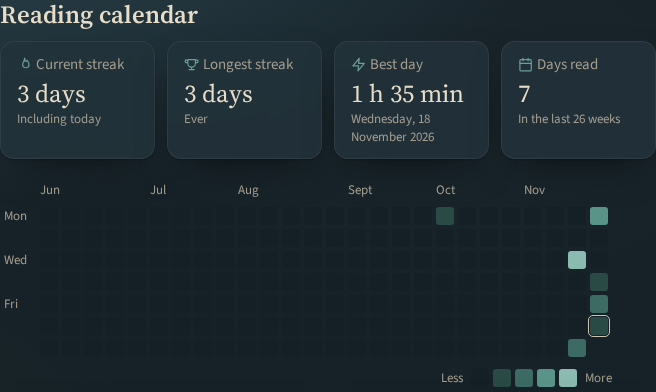 Reading calendar
Current streak
3 days
Including today
Longest streak
3 days
Ever
Best day
1 h 35 min
Wednesday, 18
November 2026
Days read
7
In the last 26 weeks
Jun Jul Aug Sept Oct Nov
Mon
Wed
Fri
Less More